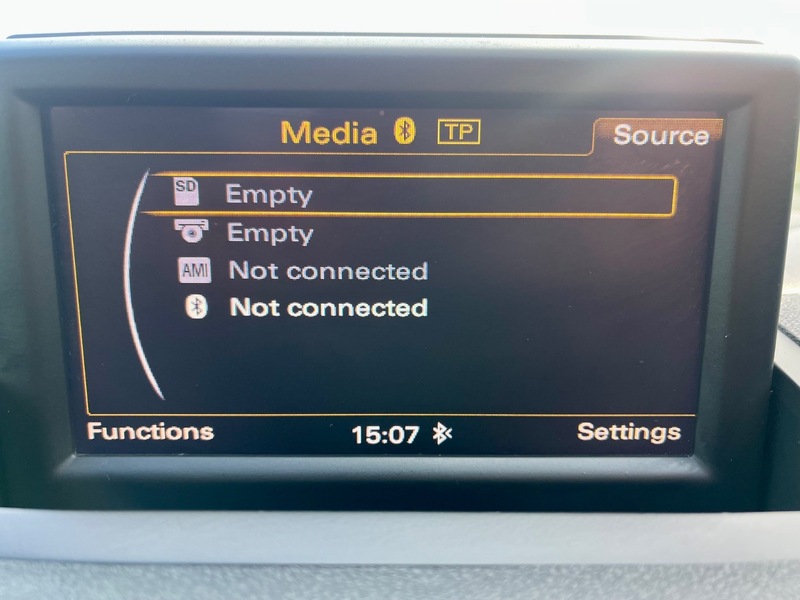 Media TP
Source
SD Empty
Empty
AMI Not connected
Not connected
Functions 15:07 Settings